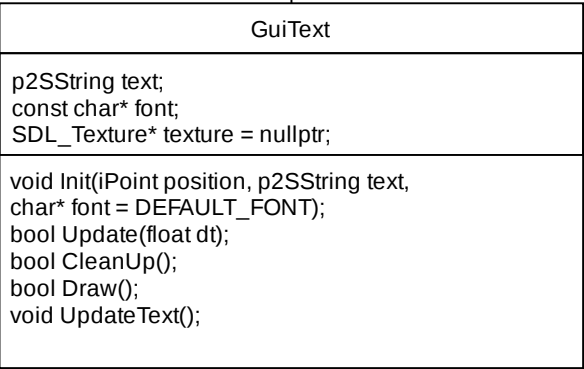 GuiText
p2SString text;
const char* font;
SDL_Texture* texture = nullptr;
void Init(iPoint position, p2SString text,
char* font = DEFAULT_FONT);
bool Update(float dt);
bool CleanUp();
bool Draw();
void UpdateText();